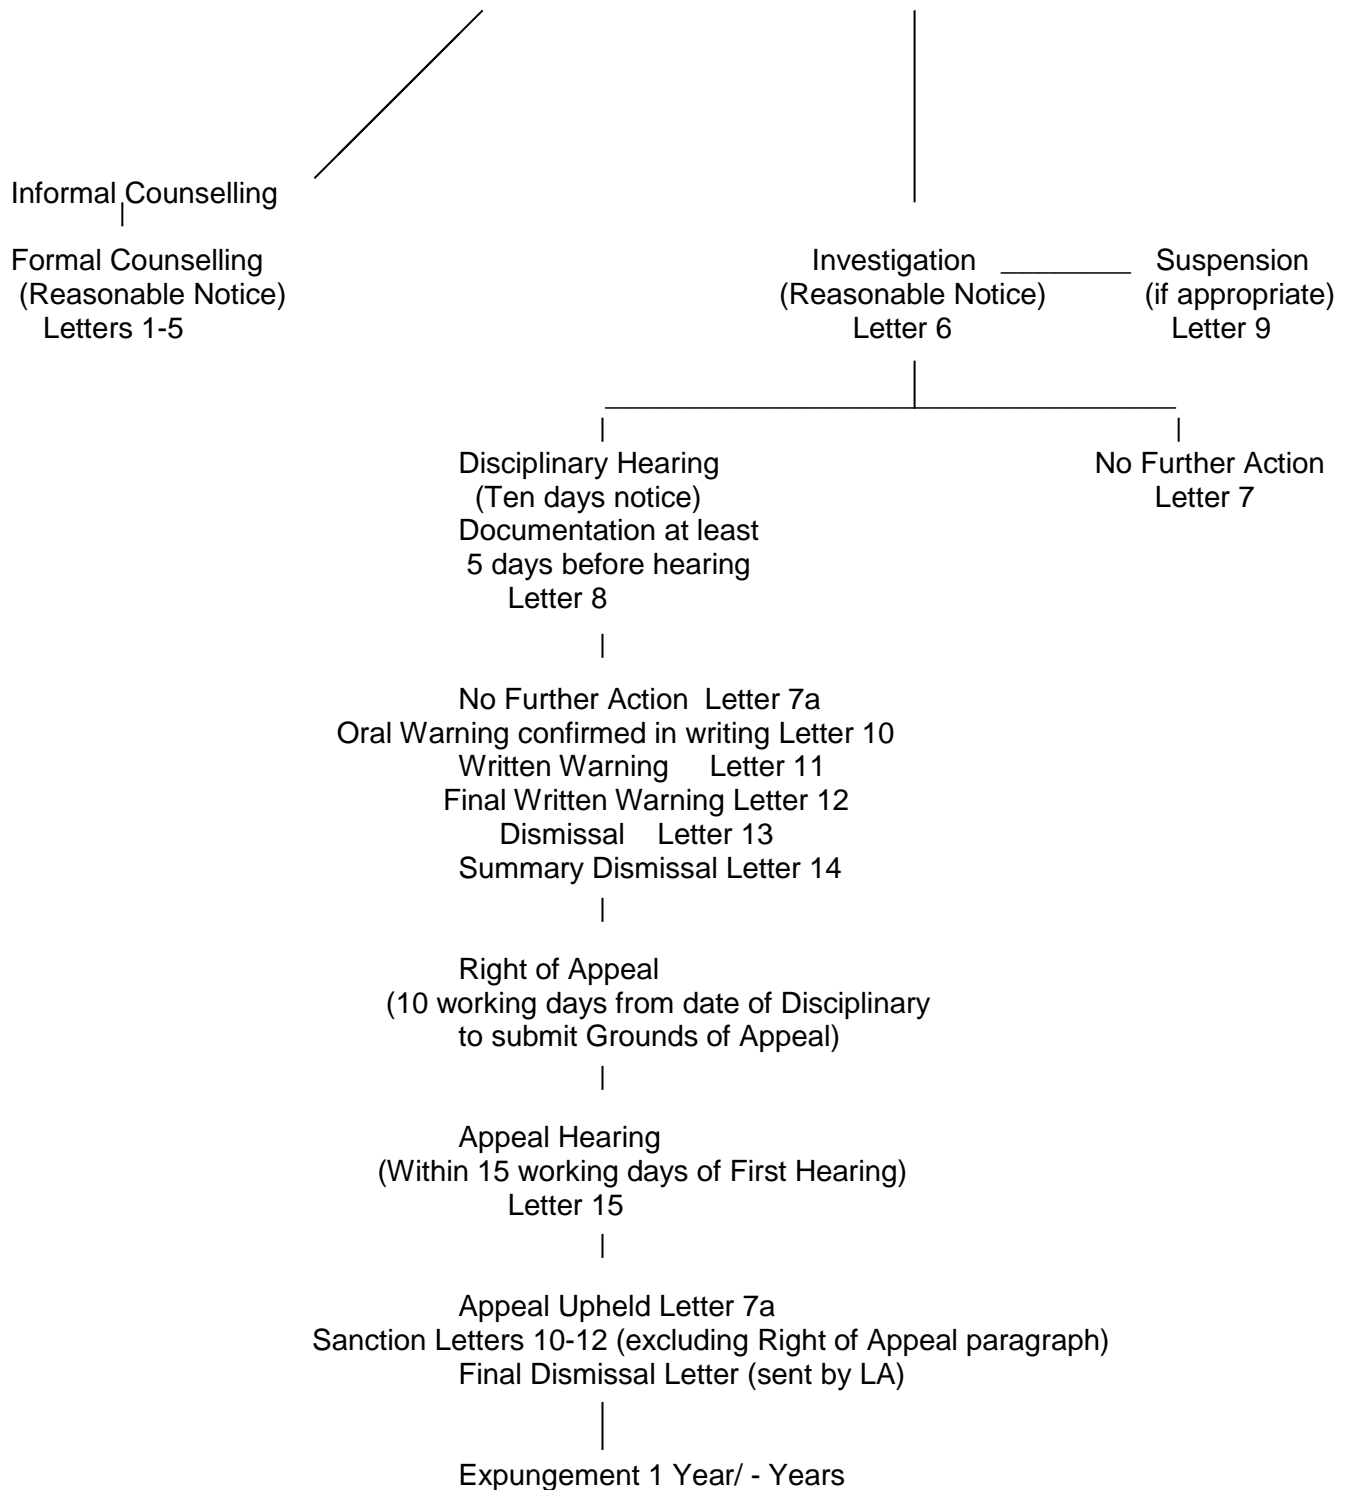 Informal Counselling
Formal Counselling
(Reasonable Notice)
Letters 1-5
Investigation
(Reasonable Notice)
Letter 6
Suspension
(if appropriate)
Letter 9
Disciplinary Hearing
(Ten days notice)
Documentation at least
5 days before hearing
Letter 8
No Further Action
Letter 7
No Further Action Letter 7a
Oral Warning confirmed in writing Letter 10
Written Warning Letter 11
Final Written Warning Letter 12
Dismissal Letter 13
Summary Dismissal Letter 14
Right of Appeal
(10 working days from date of Disciplinary
to submit Grounds of Appeal)
Appeal Hearing
(Within 15 working days of First Hearing)
Letter 15
Appeal Upheld Letter 7a
Sanction Letters 10-12 (excluding Right of Appeal paragraph)
Final Dismissal Letter (sent by LA)
Expungement 1 Year/ - Years